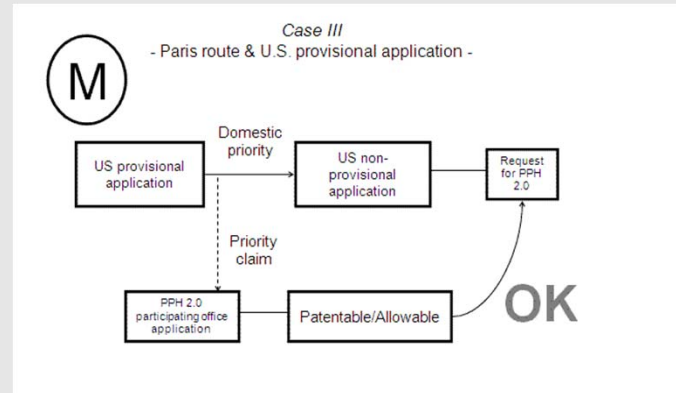 Case III
- Paris route & U.S. provisional application -
M
Domestic
priority
US provisional
application
US non-
provisional
application
Request
for PPH
2.0
Priority
claim
PPH 2.0
participating office
application
Patentable/Allowable
OK